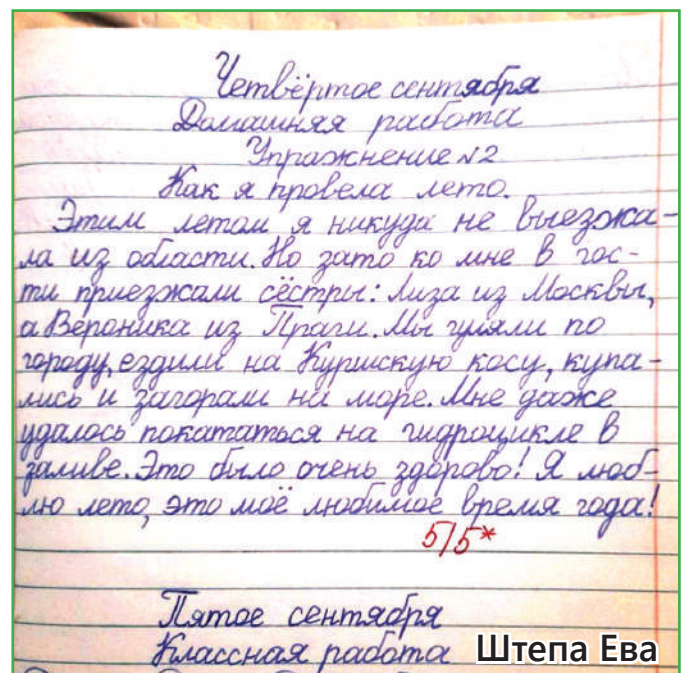 Четвёртое сентября
Домашняя работа
Упражнение №2
Как я провела лето.
Этим летом я никуда не выезжа-
ла из области. Но зато ко мне в гос-
ти приезжали сёстры: Лиза из Москвы,
а Вероника из Праги. Мы гуляли по
городу, ездили на Куршскую косу, купа-
лись и загорали на море. Мне даже
удалось покататься на гидроцикле в
заливе. Это было очень здорово! Я люб-
лю лето, это моё любимое время года!
5/5*
Пятое сентября
Классная работа
Штепа Ева